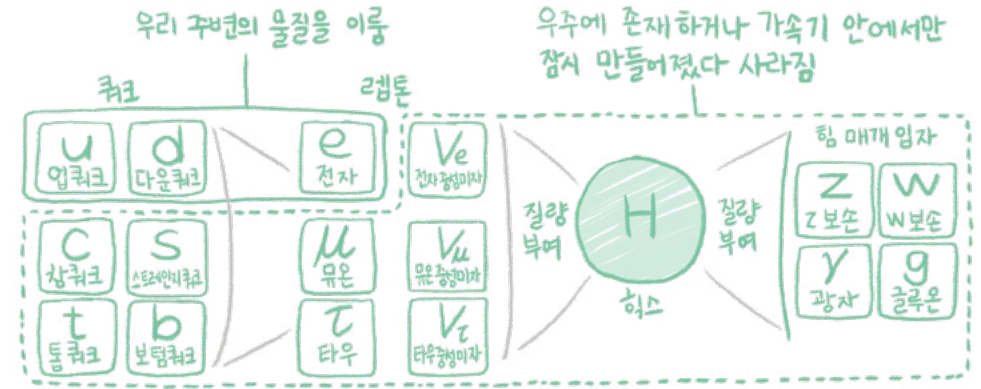 우리 주변의 물질을 이룸
우주에 존재하거나 가속기 안에서만
잠시 만들어졌다 사라짐
쿼크
렙톤
u
업쿼크
d
다운쿼크
e
전자
Ve
전자중성미자
힘 매개 입자
Z
Z 보손
W
W 보손
질량
부여
H
힉스
질량
부여
C
참쿼크
S
스트레인지쿼크
μ
뮤온
Vμ
뮤온중성미자
γ
광자
g
글루온
t
톱쿼크
b
보텀쿼크
τ
타우
Vτ
타우중성미자